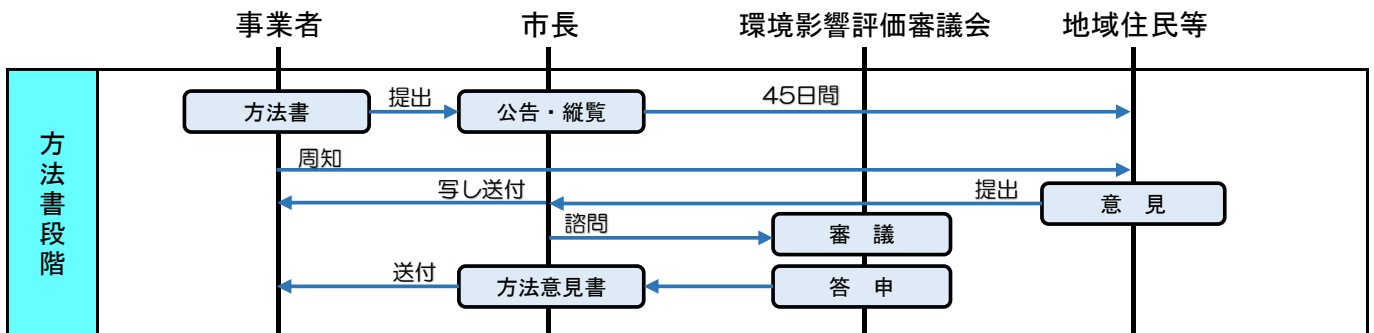 事業者
市長
環境影響評価審議会
地域住民等
方法書段階
方法書
提出
公告・縦覧
45日間
周知
写し送付
提出
意 見
諮問
審 議
送付
方法意見書
答 申